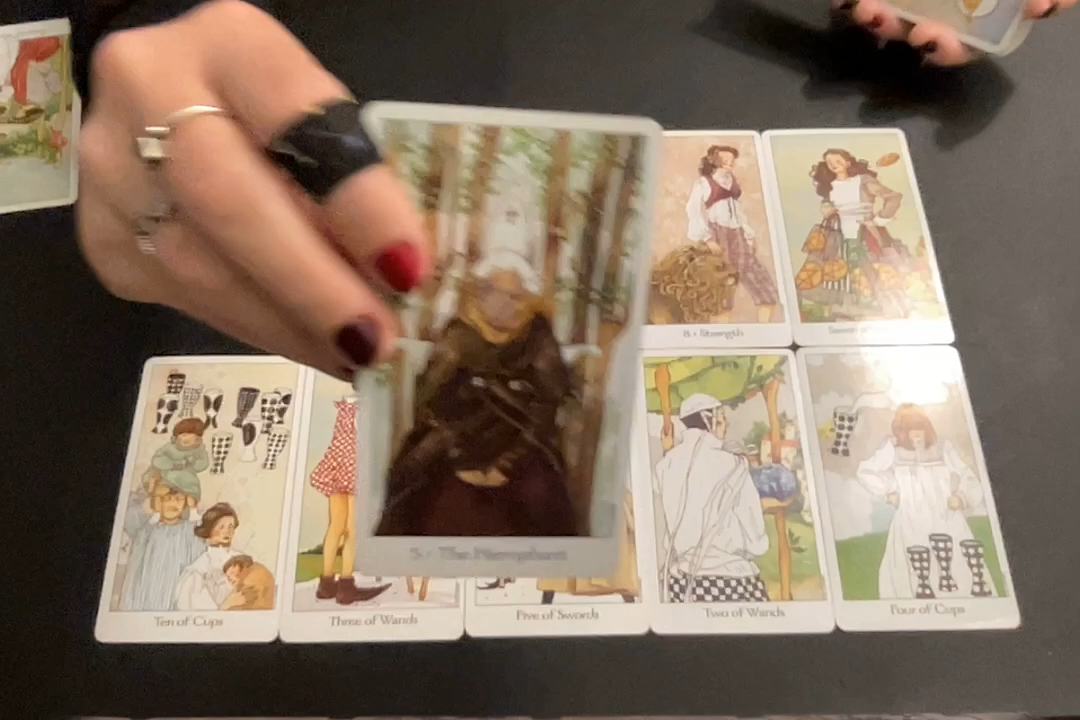 8 • Strength
5 • The Hierophant
Ten of Cups
Three of Wands
Five of Swords
Two of Wands
Four of Cups